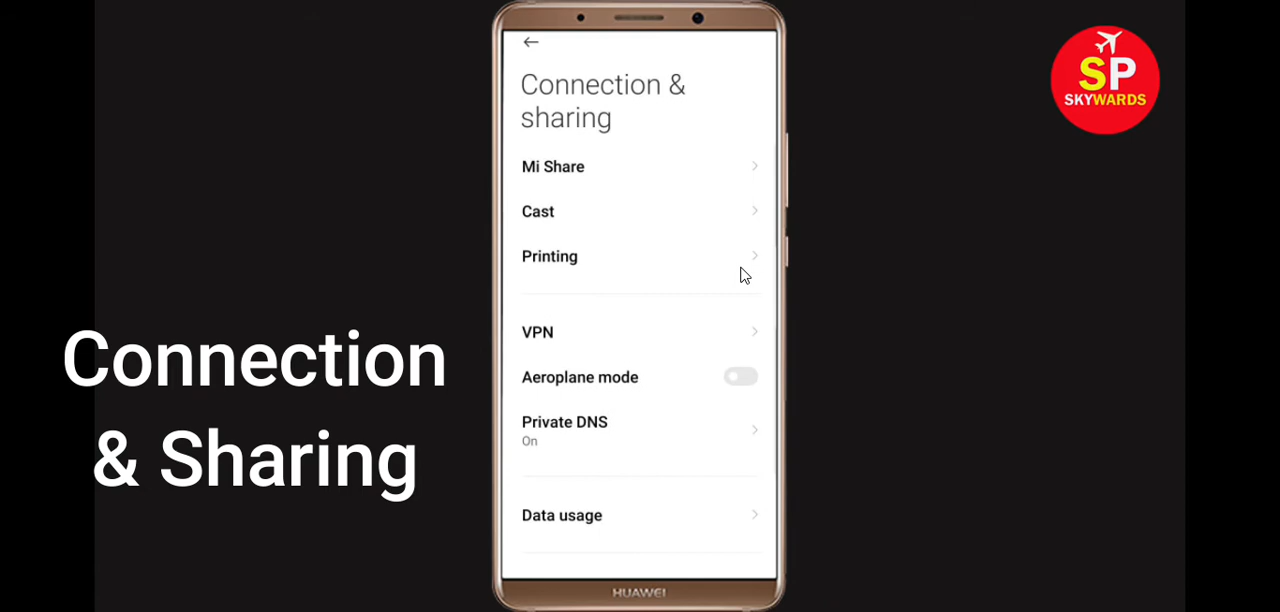 SP
SKYWARDS
Connection &
sharing
Mi Share
Cast
Printing
VPN
Aeroplane mode
Private DNS
On
Data usage
HUAWEI
Connection
& Sharing